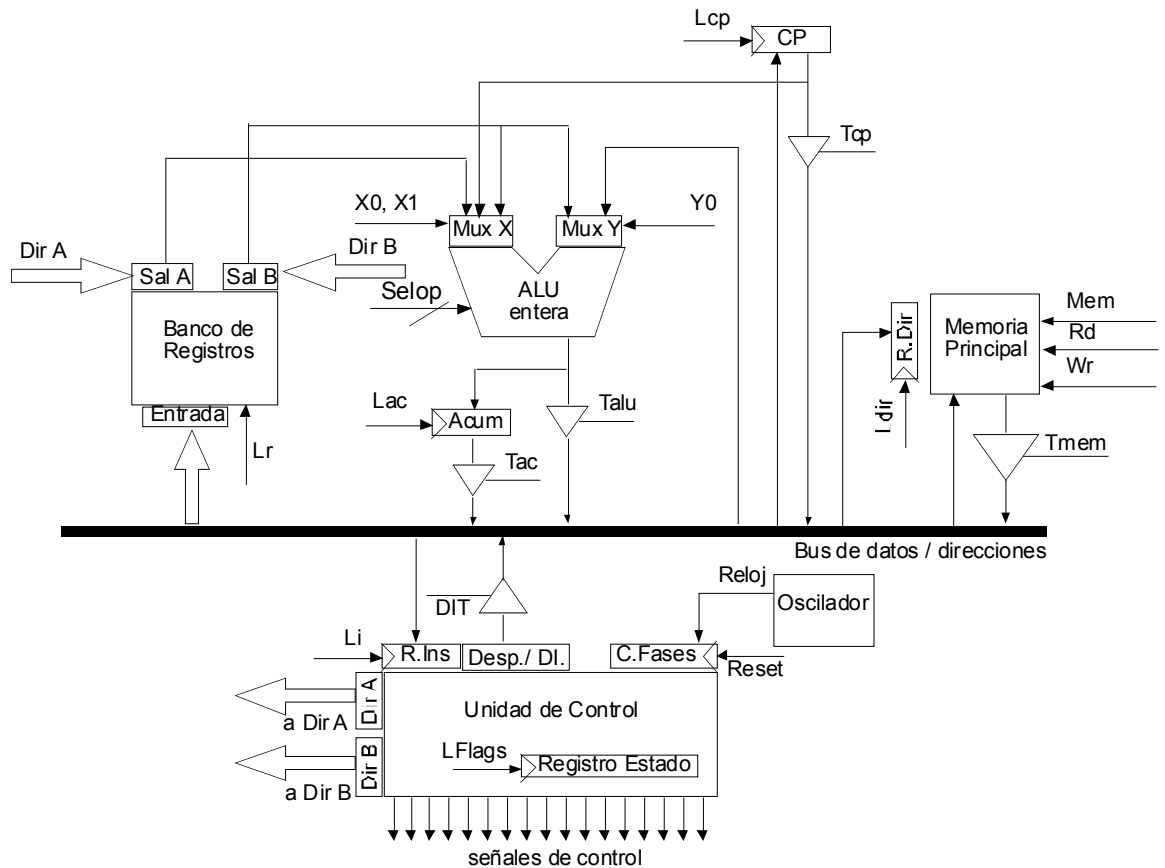 Lcp
CP
Tcp
X0, X1
Y0
Mux X
Mux Y
Dir A
Dir B
Sal A
Sal B
Selop
ALU
entera
Banco de
Registros
R.Dir
Memoria
Principal
Mem
Rd
Wr
Ldir
Entrada
Lac
Acum
Talu
Lr
Tac
Tmem
Bus de datos / direcciones
Reloj
Oscilador
DIT
Li
R.Ins
Desp./ DI.
C.Fases
Reset
Dir A
a Dir A
Unidad de Control
Dir B
a Dir B
LFlags
Registro Estado
señales de control